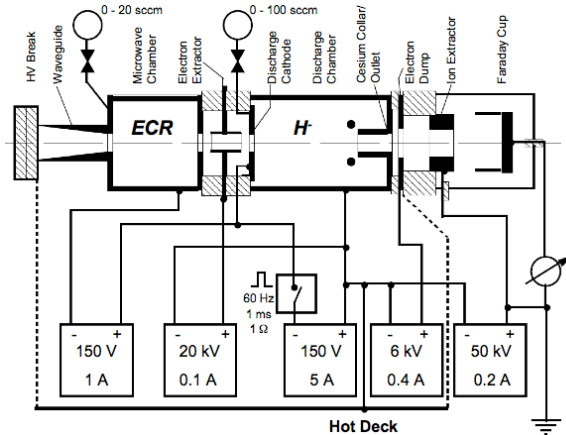 0 - 20 sccm
0 - 100 sccm
HV Break
Waveguide
Microwave
Chamber
Electron
Extractor
Discharge
Cathode
Discharge
Chamber
Cesium Collar/
Outlet
Electron
Dump
Ion Extractor
Faraday Cup
ECR
H-
60 Hz
1 ms
1 Ω
- +
150 V
1 A
- +
20 kV
0.1 A
- +
150 V
5 A
- +
6 kV
0.4 A
- +
50 kV
0.2 A
Hot Deck